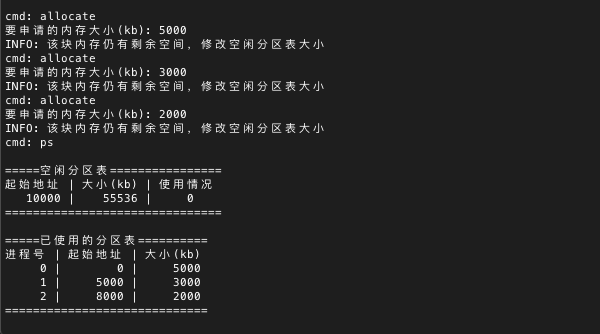 cmd: allocate
要申请的内存大小(kb): 5000
INFO: 该块内存仍有剩余空间, 修改空闲分区表大小
cmd: allocate
要申请的内存大小(kb): 3000
INFO: 该块内存仍有剩余空间, 修改空闲分区表大小
cmd: allocate
要申请的内存大小(kb): 2000
INFO: 该块内存仍有剩余空间, 修改空闲分区表大小
cmd: ps
=====空闲分区表================
起始地址 | 大小(kb) | 使用情况
10000 | 55536 | 0
===============================
=====已使用的分区表==========
进程号 | 起始地址 | 大小(kb)
0 | 0 | 5000
1 | 5000 | 3000
2 | 8000 | 2000
=============================